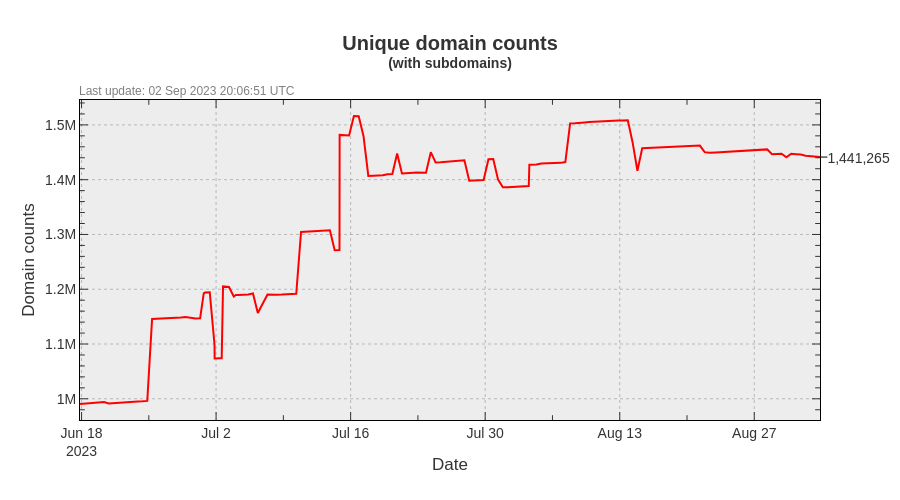 Unique domain counts
(with subdomains)
Last update: 02 Sep 2023 20:06:51 UTC
1.5M
1.4M
1.3M
1.2M
1.1M
1M
Domain counts
1,441,265
Jun 18 Jul 2 Jul 16 Jul 30 Aug 13 Aug 27
2023
Date